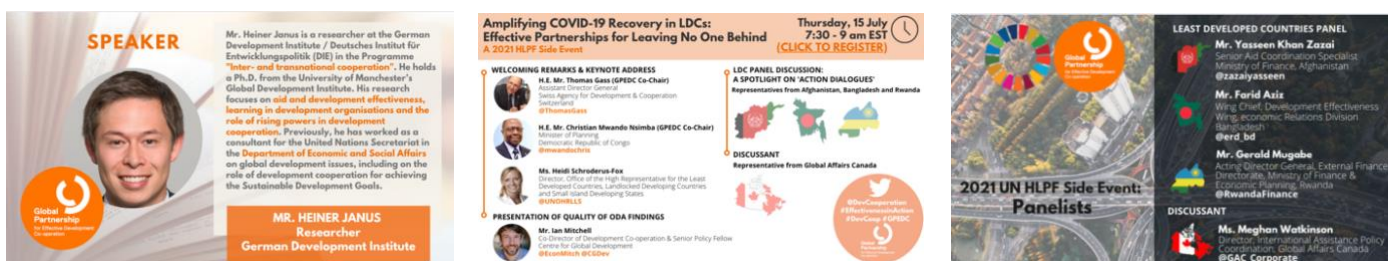 SPEAKER
Mr. Heiner Janus is a researcher at the German
Development Institute / Deutsches Institut für
Entwicklungspolitik (DIE) in the Programme
"Inter- and transnational cooperation". He holds
a Ph.D. from the University of Manchester's
Global Development Institute. His research
focuses on aid and development effectiveness,
learning in development organisations and the
role of rising powers in development
cooperation. Previously, he has worked as a
consultant for the United Nations Secretariat in
the Department of Economic and Social Affairs
on global development issues, including on the
role of development cooperation for achieving
the Sustainable Development Goals.
Global
Partnership
for Effective Development
Co-operation
MR. HEINER JANUS
Researcher
German Development Institute
Amplifying COVID-19 Recovery in LDCs:
Effective Partnerships for Leaving No One Behind
A 2021 HLPF Side Event
Thursday, 15 July
7:30 - 9 am EST
(CLICK TO REGISTER)
WELCOMING REMARKS & KEYNOTE ADDRESS
H.E. Mr. Thomas Gass (GPEDC Co-Chair)
Assistant Director General
Swiss Agency for Development & Cooperation
Switzerland
@ThomasGass
H.E. Mr. Christian Mwando Nsimba (GPEDC Co-Chair)
Minister of Planning
Democratic Republic of Congo
@mwandochris
Ms. Heidi Schroderus-Fox
Director, Office of the High Representative for the Least
Developed Countries, Landlocked Developing Countries
and Small Island Developing States
@UNOHRLLS
PRESENTATION OF QUALITY OF ODA FINDINGS
Mr. Ian Mitchell
Co-Director of Development Co-operation & Senior Policy Fellow
Centre for Global Development
@EconMitch @CGDev
LDC PANEL DISCUSSION:
A SPOTLIGHT ON 'ACTION DIALOGUES'
Representatives from Afghanistan, Bangladesh and Rwanda
DISCUSSANT
Representative from Global Affairs Canada
@DevCooperation
#EffectivenessinAction
#DevCoop #GPEDC
Global
Partnership
Global
Partnership
for Effective Development
Co-operation
2021 UN HLPF Side Event:
Panelists
LEAST DEVELOPED COUNTRIES PANEL
Mr. Yasseen Khan Zazai
Senior Aid Coordination Specialist
Ministry of Finance, Afghanistan
@zazaiyasseen
Mr. Farid Aziz
Wing Chief, Development Effectiveness
Wing, economic Relations Division
Bangladesh
@erd_bd
Mr. Gerald Mugabe
Acting Director General, External Finance
Directorate, Ministry of Finance &
Economic Planning, Rwanda
@RwandaFinance
DISCUSSANT
Ms. Meghan Watkinson
Director, International Assistance Policy
Coordination, Global Affairs Canada
@GAC_Corporate